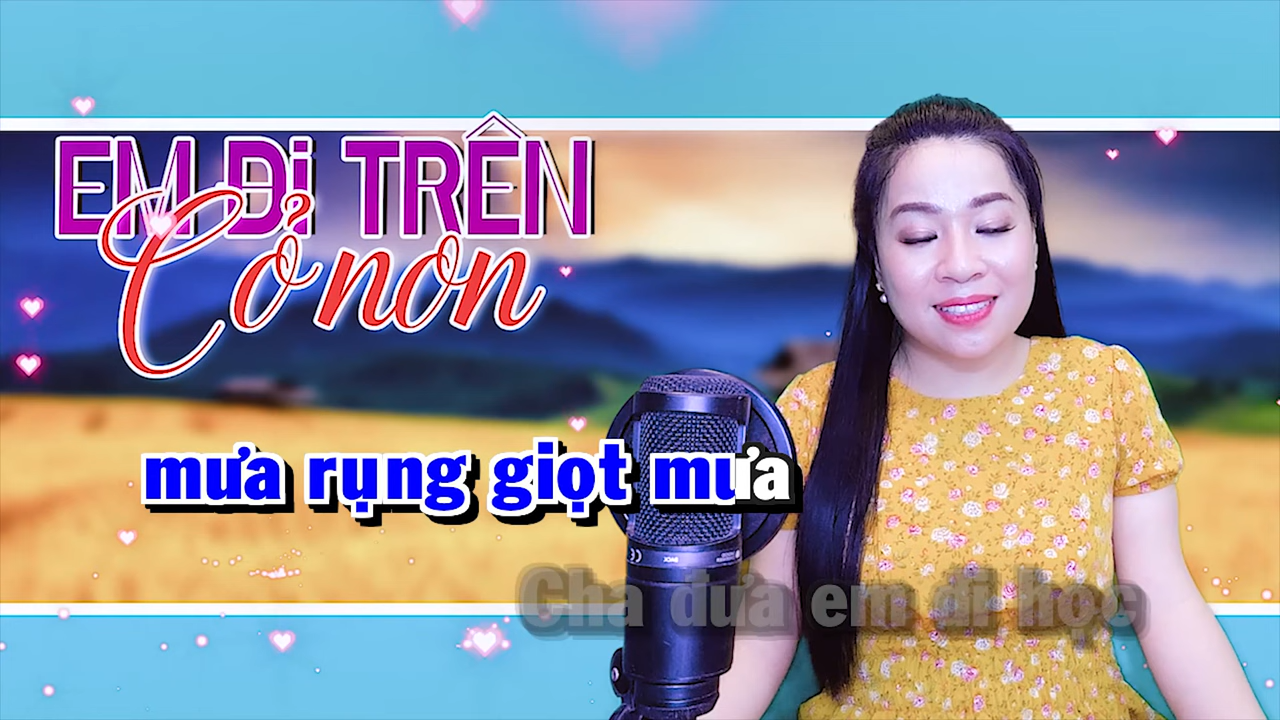 EM Đi TRÊN
Cỏ non
mưa rụng giọt mưa
Cha đưa em đi học